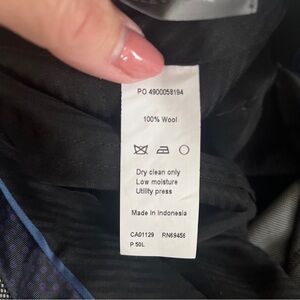 PO 4900058194
100% Wool
Dry clean only
Low moisture
Utility press
Made in Indonesia
CA01129 RN69456
P 50L